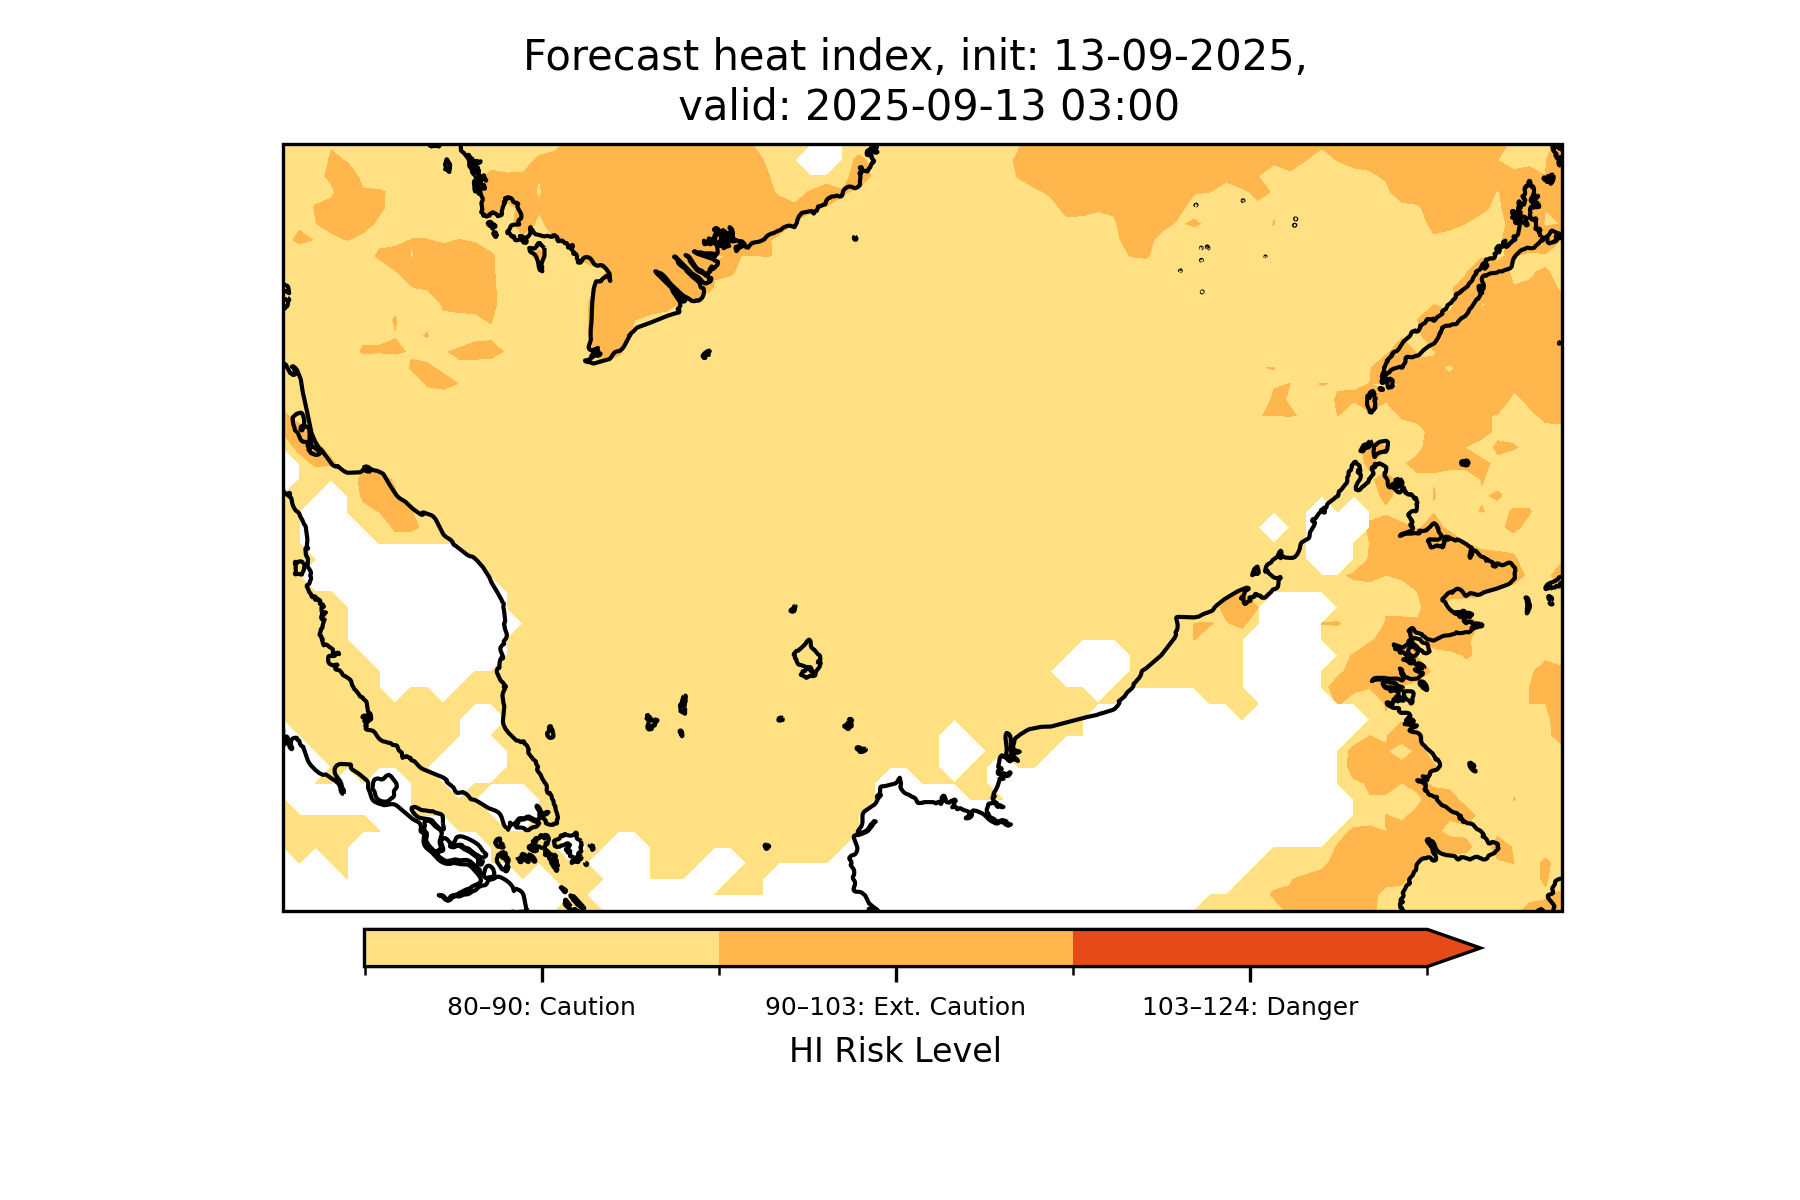 Forecast heat index, init: 13-09-2025,
valid: 2025-09-13 03:00
80–90: Caution
90–103: Ext. Caution
103–124: Danger
HI Risk Level